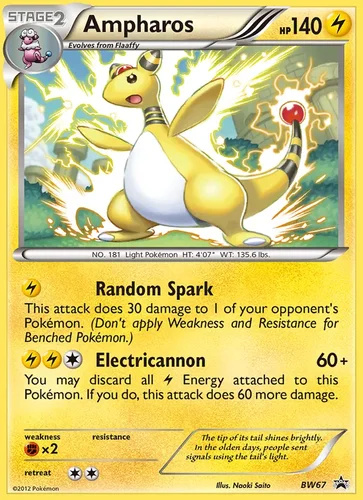 STAGE2
Ampharos
HP140
Evolves from Flaaffy
NO. 181 Light Pokémon HT: 4'07" WT: 135.6 lbs.
Random Spark
This attack does 30 damage to 1 of your opponent's
Pokémon. (Don't apply Weakness and Resistance for
Benched Pokémon.)
Electricannon 60+
You may discard all Energy attached to this
Pokémon. If you do, this attack does 60 more damage.
weakness resistance
×2
retreat
The tip of its tail shines brightly.
In the olden days, people sent
signals using the tail's light.
Illus. Naoki Saito
©2012 Pokémon
BW67
PROMO